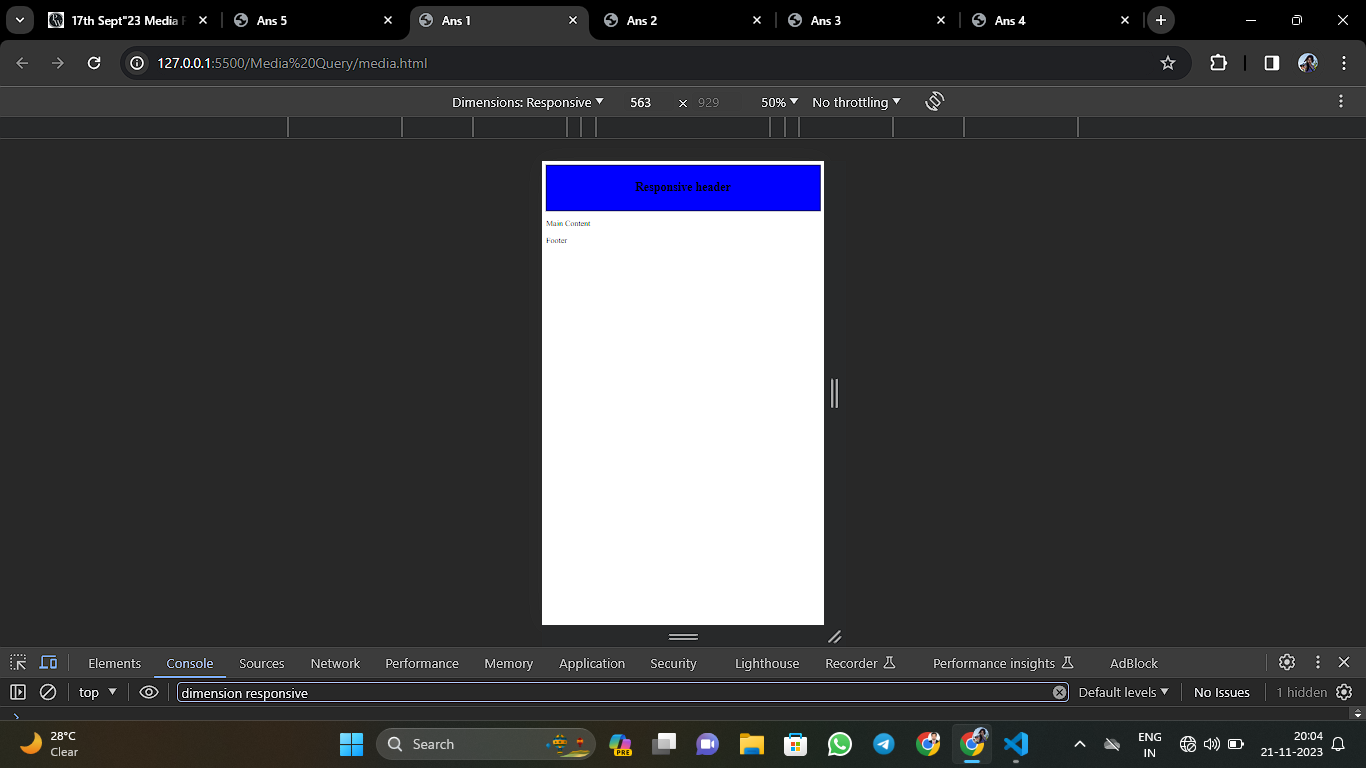 17th Sept"23 Media
Ans 5
Ans 1
Ans 2
Ans 3
Ans 4
127.0.0.1:5500/Media%20Query/media.html
Dimensions: Responsive 563 × 929 50% No throttling
Responsive header
Main Content
Footer
Elements Console Sources Network Performance Memory Application Security Lighthouse Recorder Performance insights AdBlock
top dimension responsive Default levels No Issues 1 hidden
28°C
Clear
Search
PRE
ENG
IN
20:04
21-11-2023